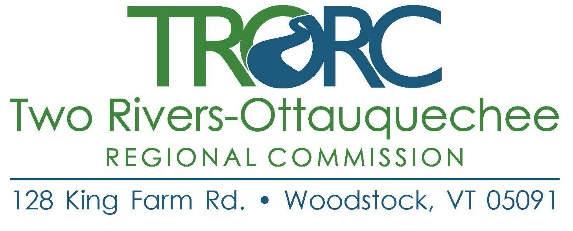 TRORC
Two Rivers-Ottauquechee
REGIONAL COMMISSION
128 King Farm Rd. • Woodstock, VT 05091